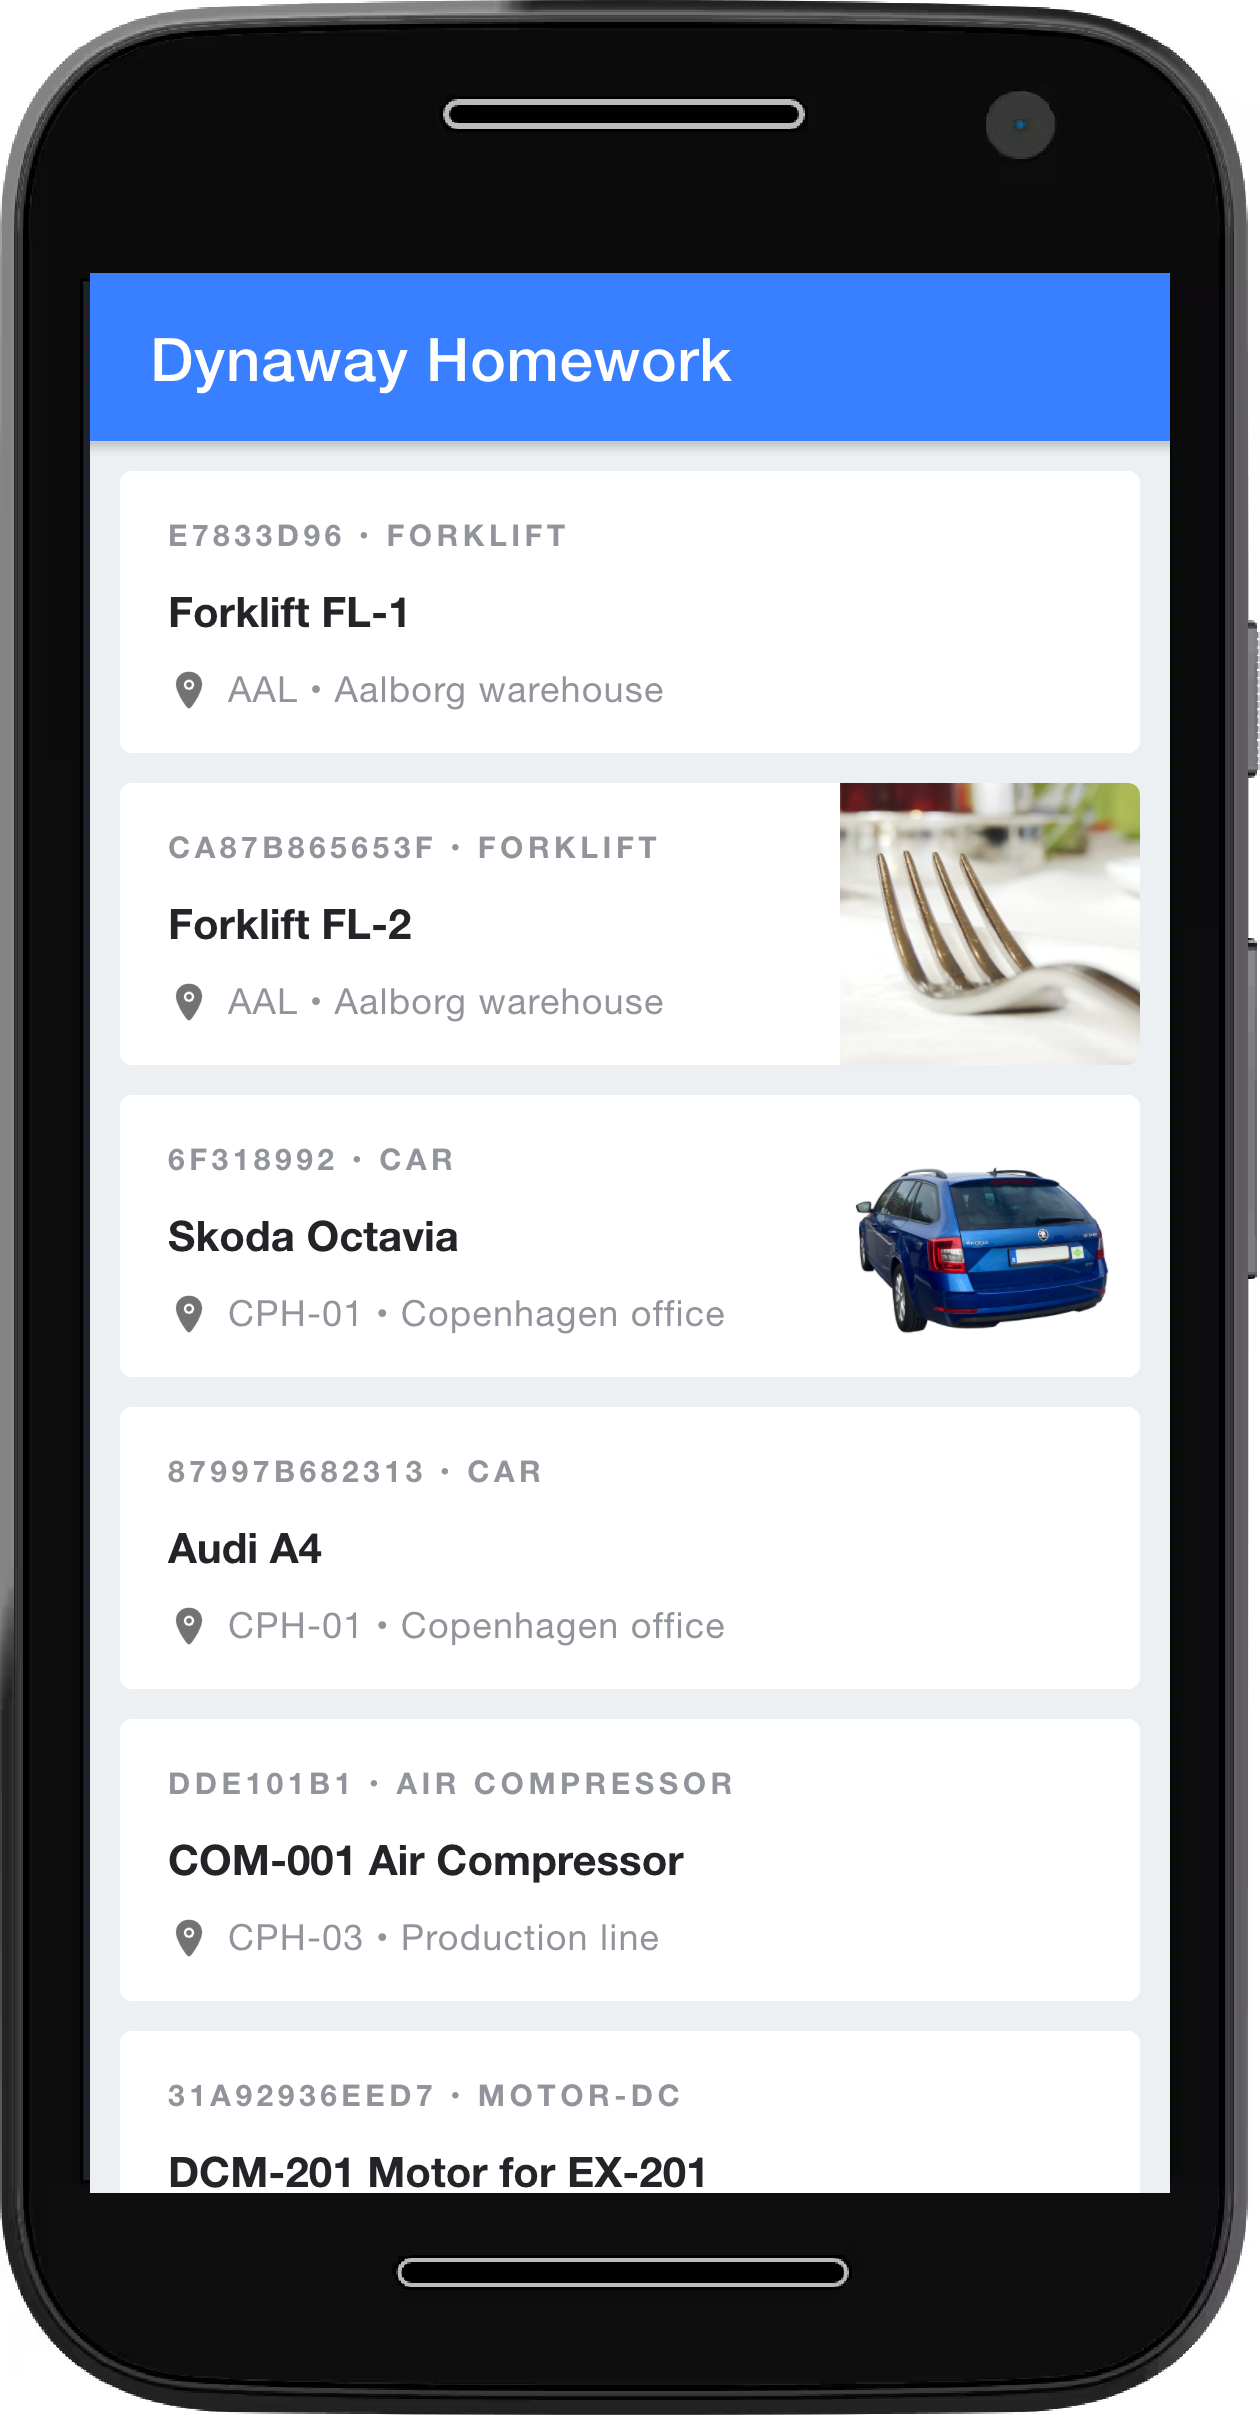 Dynaway Homework
E7833D96 • FORKLIFT
Forklift FL-1
AAL • Aalborg warehouse
CA87B865653F • FORKLIFT
Forklift FL-2
AAL • Aalborg warehouse
6F318992 • CAR
Skoda Octavia
CPH-01 • Copenhagen office
87997B682313 • CAR
Audi A4
CPH-01 • Copenhagen office
DDE101B1 • AIR COMPRESSOR
COM-001 Air Compressor
CPH-03 • Production line
31A92936EED7 • MOTOR-DC
DCM-201 Motor for EX-201